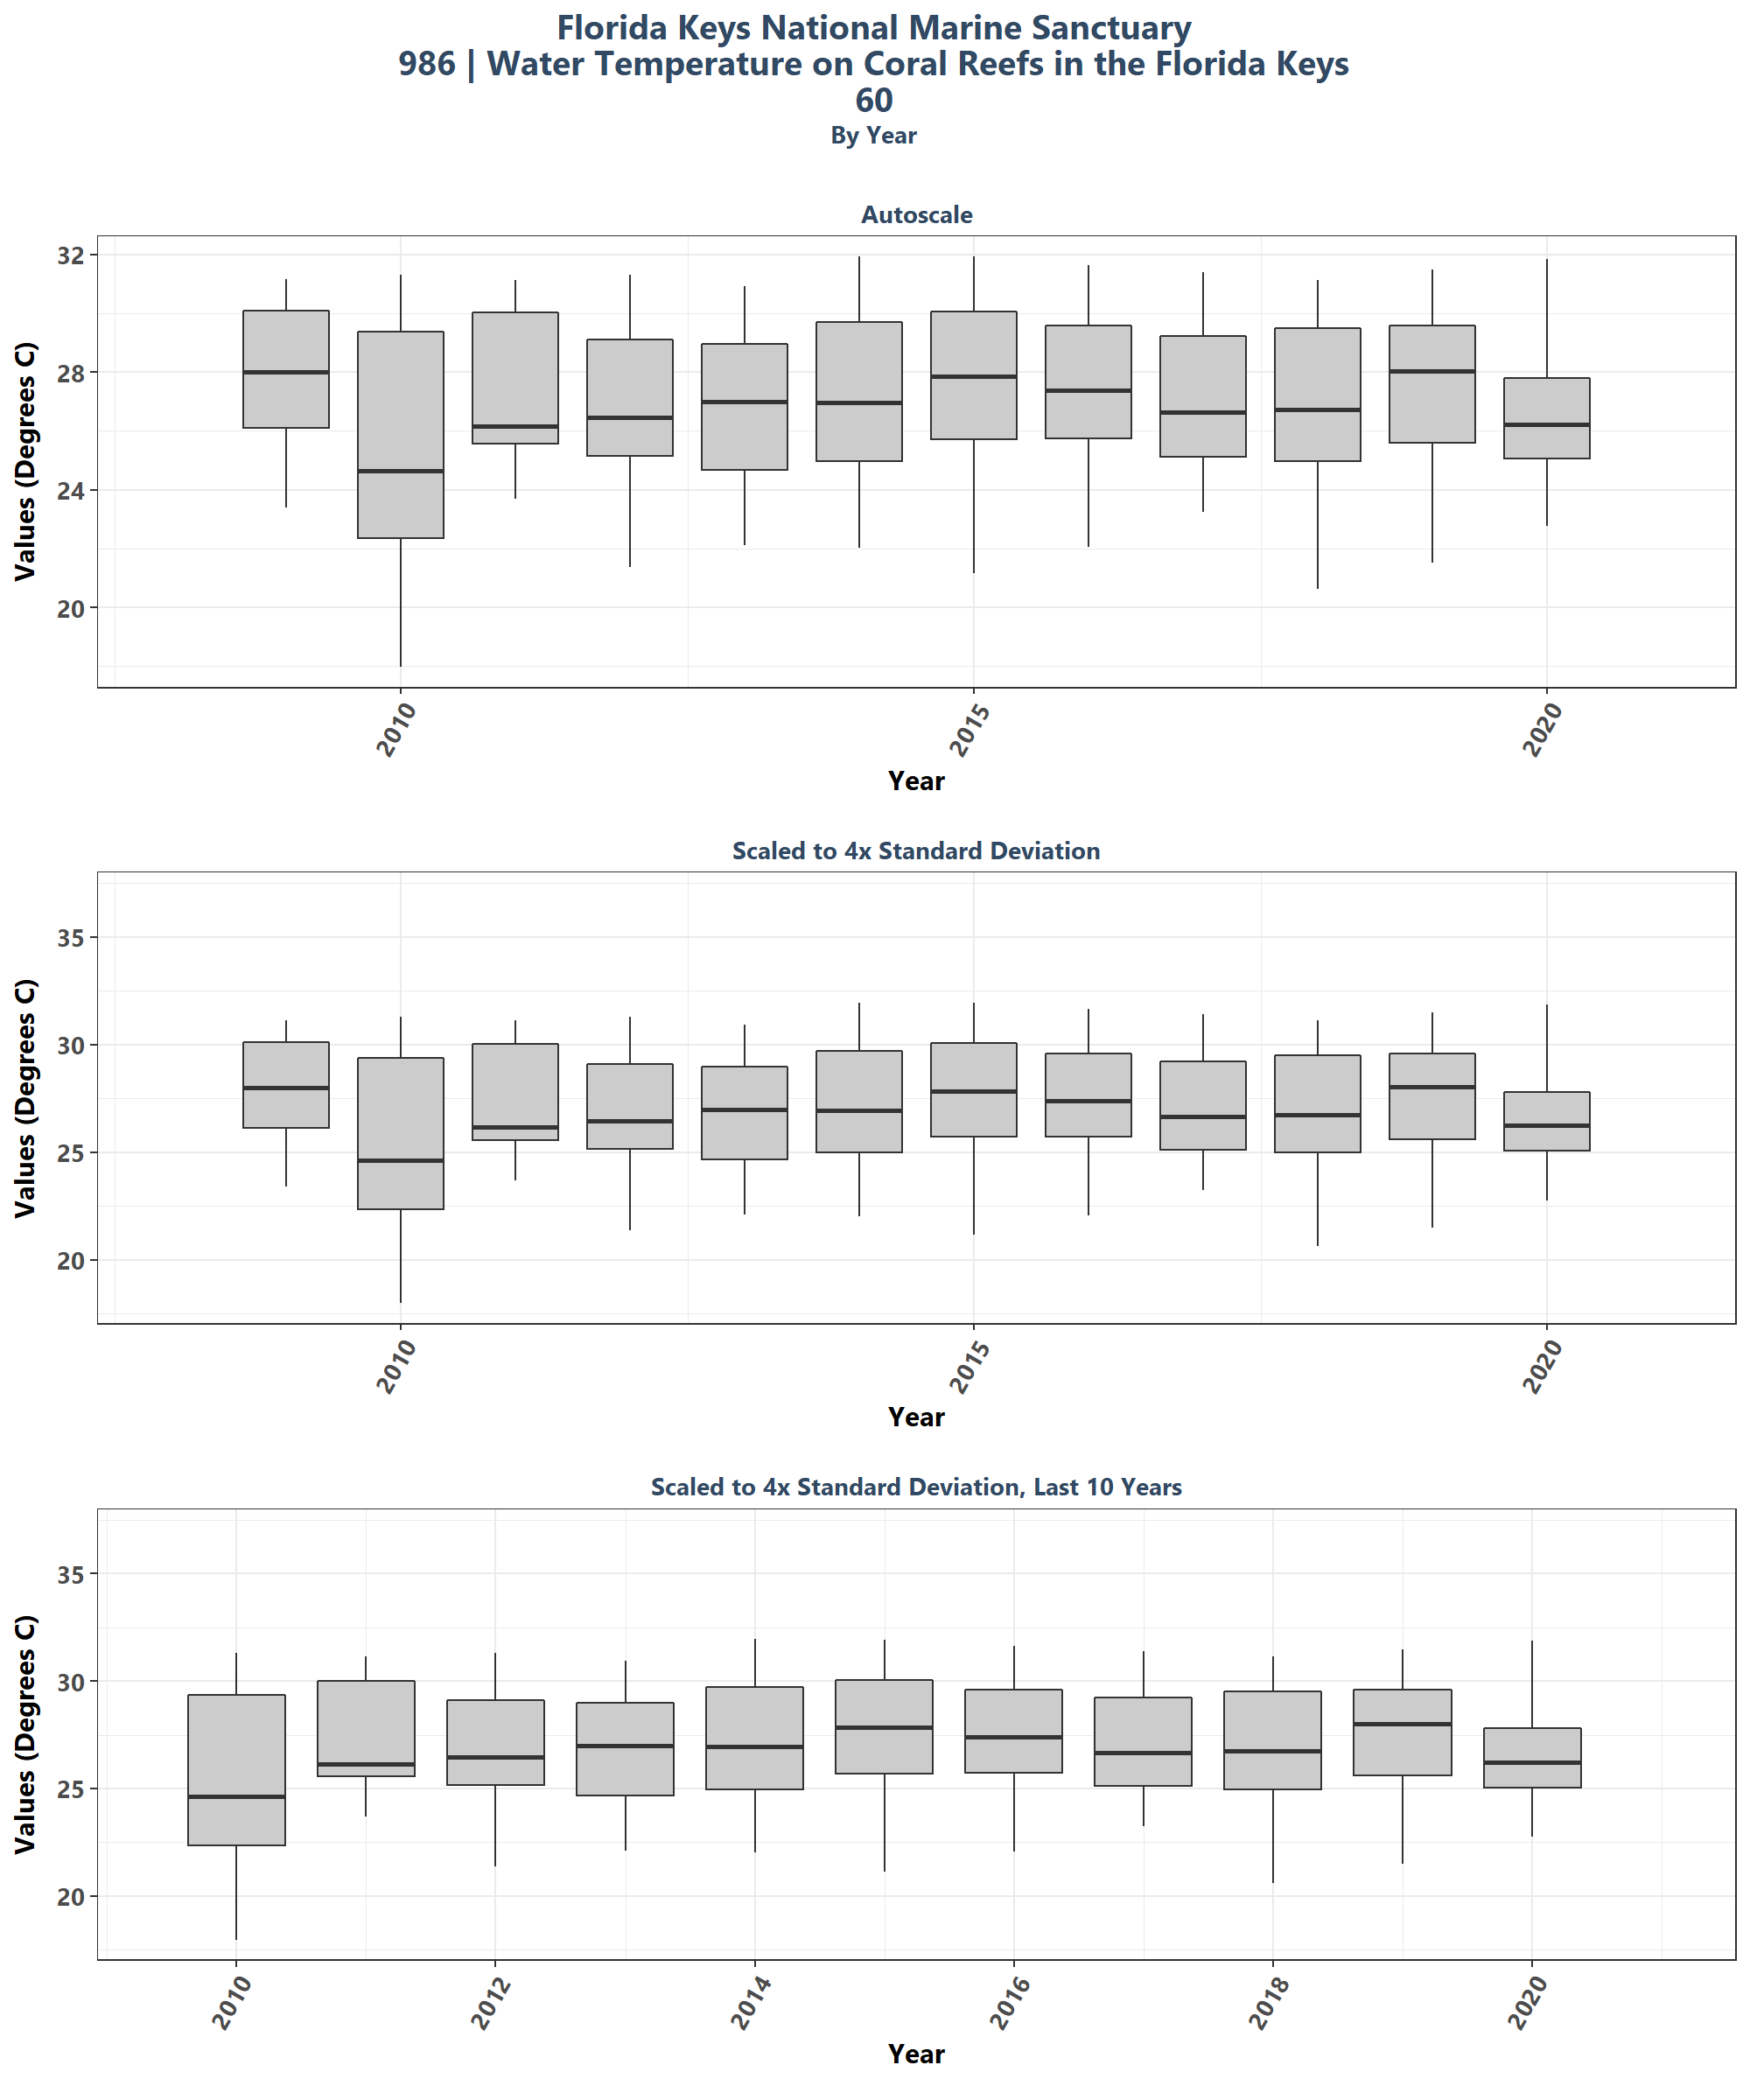 Florida Keys National Marine Sanctuary
986 | Water Temperature on Coral Reefs in the Florida Keys
60
By Year
Autoscale
Values (Degrees C)
32
28
24
20
2010
2015
2020
Year
Scaled to 4x Standard Deviation
Values (Degrees C)
35
30
25
20
2010
2015
2020
Year
Scaled to 4x Standard Deviation, Last 10 Years
Values (Degrees C)
35
30
25
20
2010
2012
2014
2016
2018
2020
Year